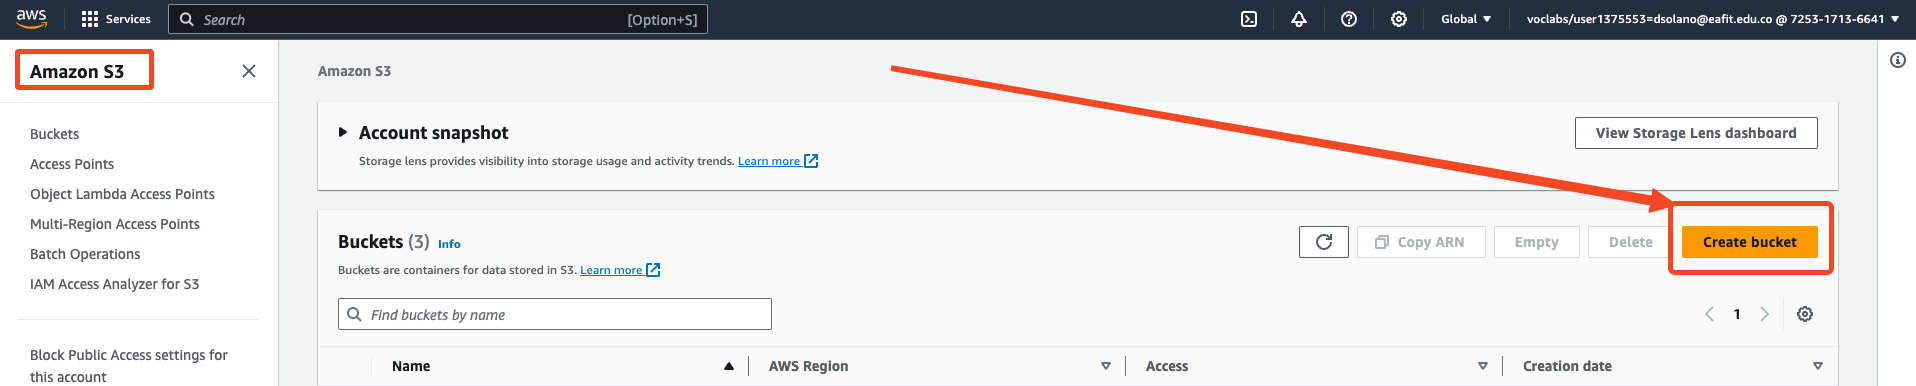 aws
Services
Search
[Option+S]
Global
voclabs/user1375553=dsolano@eafit.edu.co @ 7253-1713-6641
Amazon S3
Buckets
Access Points
Object Lambda Access Points
Multi-Region Access Points
Batch Operations
IAM Access Analyzer for S3
Block Public Access settings for
this account
Amazon S3
Account snapshot
Storage lens provides visibility into storage usage and activity trends. Learn more
View Storage Lens dashboard
Buckets (3) Info
Buckets are containers for data stored in S3. Learn more
Copy ARN
Empty
Delete
Create bucket
Find buckets by name
1
Name
AWS Region
Access
Creation date